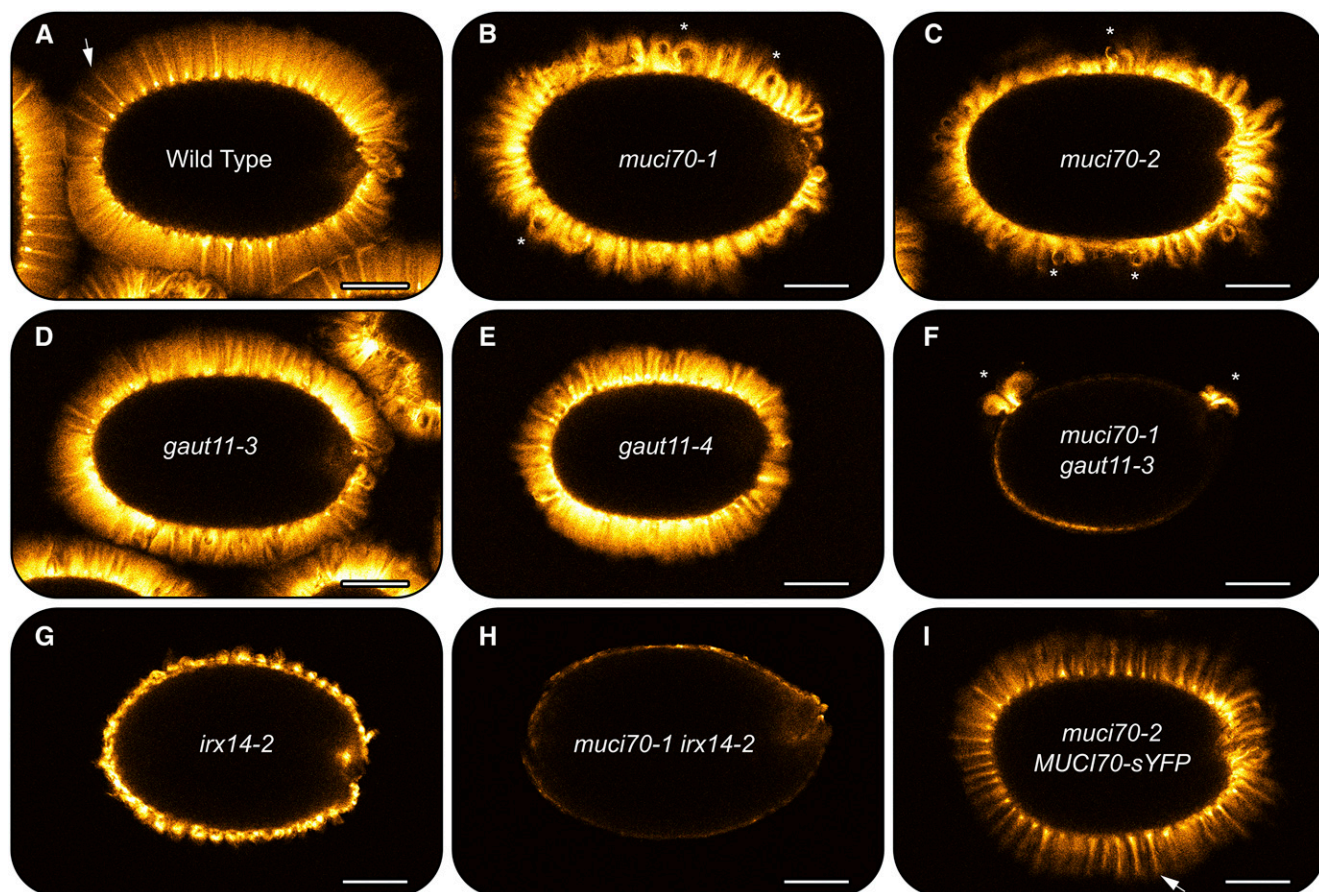 A
Wild Type
B
*
*
muci70-1
*
C
*
muci70-2
*
*
D
gaut11-3
E
gaut11-4
F
*
*
muci70-1
gaut11-3
G
irx14-2
H
muci70-1 irx14-2
I
muci70-2
MUCI70-sYFP